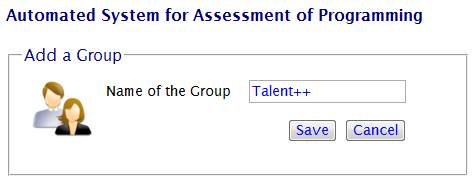 Automated System for Assessment of Programming
Add a Group
Name of the Group Talent++
Save Cancel